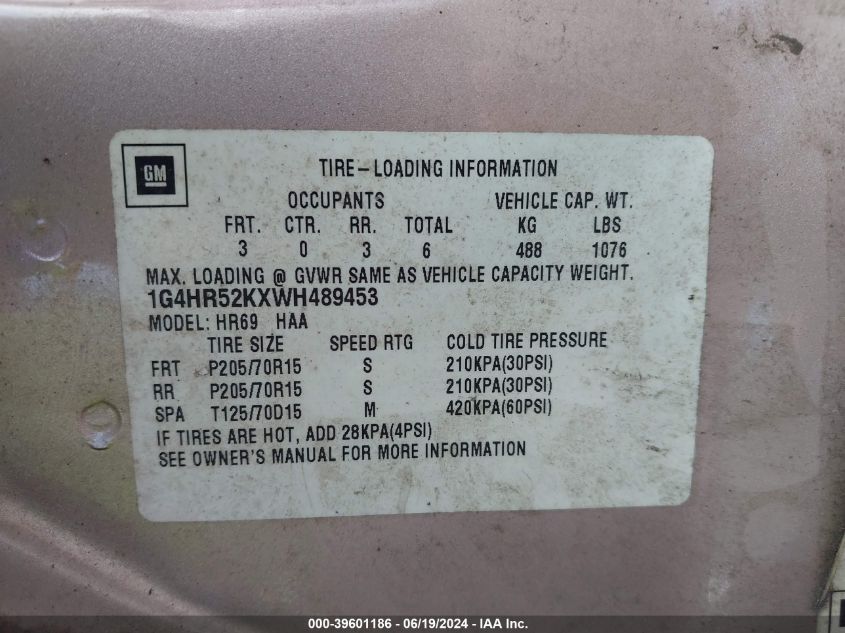 GM
TIRE-LOADING INFORMATION
OCCUPANTS VEHICLE CAP. WT.
FRT. CTR. RR. TOTAL KG LBS
3 0 3 6 488 1076
MAX. LOADING @ GVWR SAME AS VEHICLE CAPACITY WEIGHT.
1G4HR52KXWH489453
MODEL: HR69 HAA
TIRE SIZE SPEED RTG COLD TIRE PRESSURE
FRT P205/70R15 S 210KPA(30PSI)
RR P205/70R15 S 210KPA(30PSI)
SPA T125/70D15 M 420KPA(60PSI)
IF TIRES ARE HOT, ADD 28KPA(4PSI)
SEE OWNER'S MANUAL FOR MORE INFORMATION
000-39601186 - 06/19/2024 - IAA Inc.